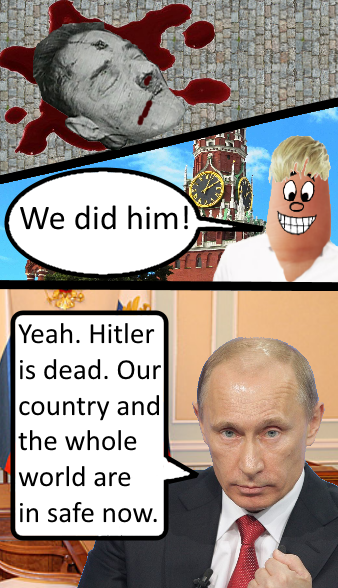 We did him!
Yeah. Hitler
is dead. Our
country and
the whole
world are
in safe now.